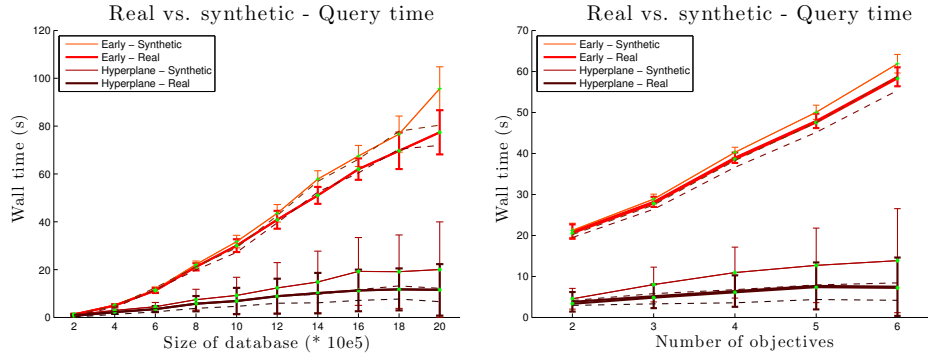 Real vs. synthetic - Query time
120
100
80
60
40
20
0
Wall time (s)
Early – Synthetic
Early – Real
Hyperplane – Synthetic
Hyperplane – Real
2 4 6 8 10 12 14 16 18 20
Size of database (* 10e5)
Real vs. synthetic - Query time
70
60
50
40
30
20
10
0
Wall time (s)
Early – Synthetic
Early – Real
Hyperplane – Synthetic
Hyperplane – Real
2 3 4 5 6
Number of objectives